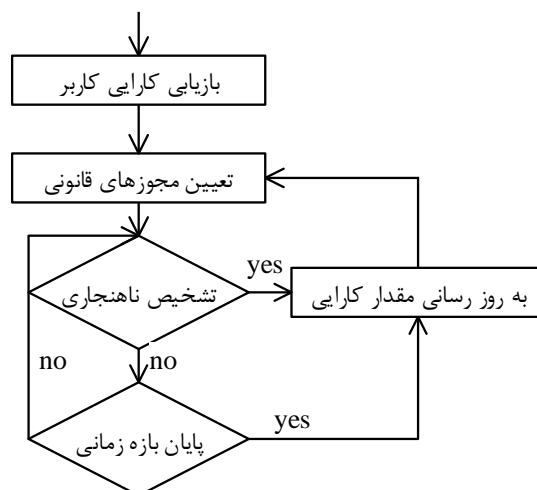 بازیابی کارایی کاربر
تعیین مجوزهای قانونی
yes
تشخیص ناهنجاری
به روز رسانی مقدار کارایی
no
no
yes
پایان بازه زمانی